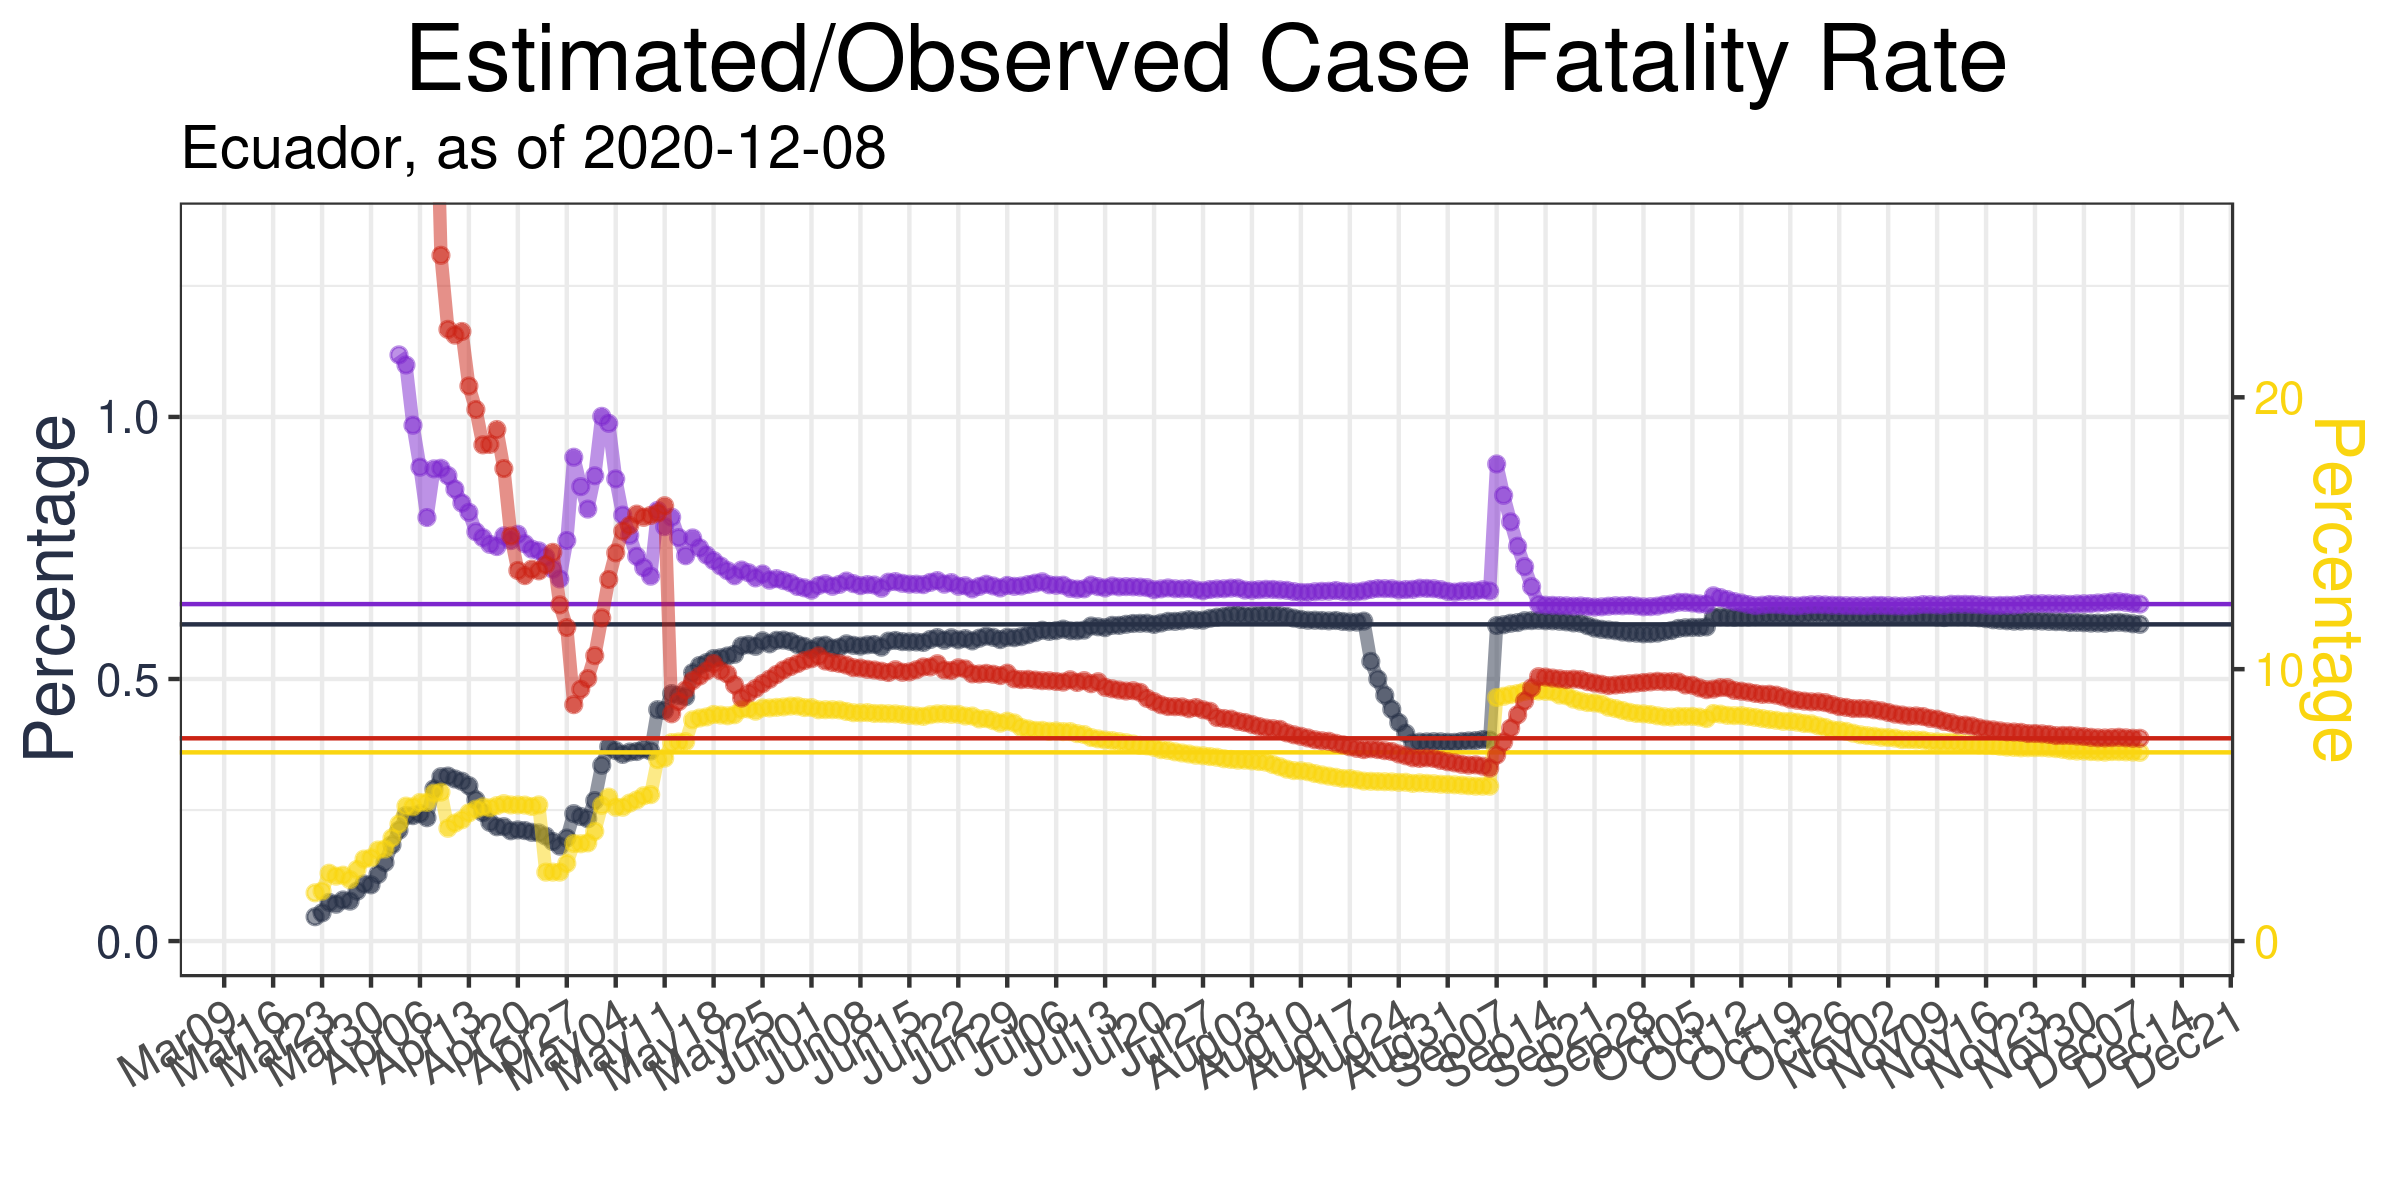 Estimated/Observed Case Fatality Rate
Ecuador, as of 2020-12-08
Percentage
1.0
0.5
0.0
20
10
0
Percentage
Mar09
Mar16
Mar23
Mar30
Apr06
Apr13
Apr20
Apr27
May04
May11
May18
May25
Jun01
Jun08
Jun15
Jun22
Jun29
Jul06
Jul13
Jul20
Jul27
Aug03
Aug10
Aug17
Aug24
Aug31
Sep07
Sep14
Sep21
Sep28
Oct05
Oct12
Oct19
Oct26
Nov02
Nov09
Nov16
Nov23
Nov30
Dec07
Dec14
Dec21